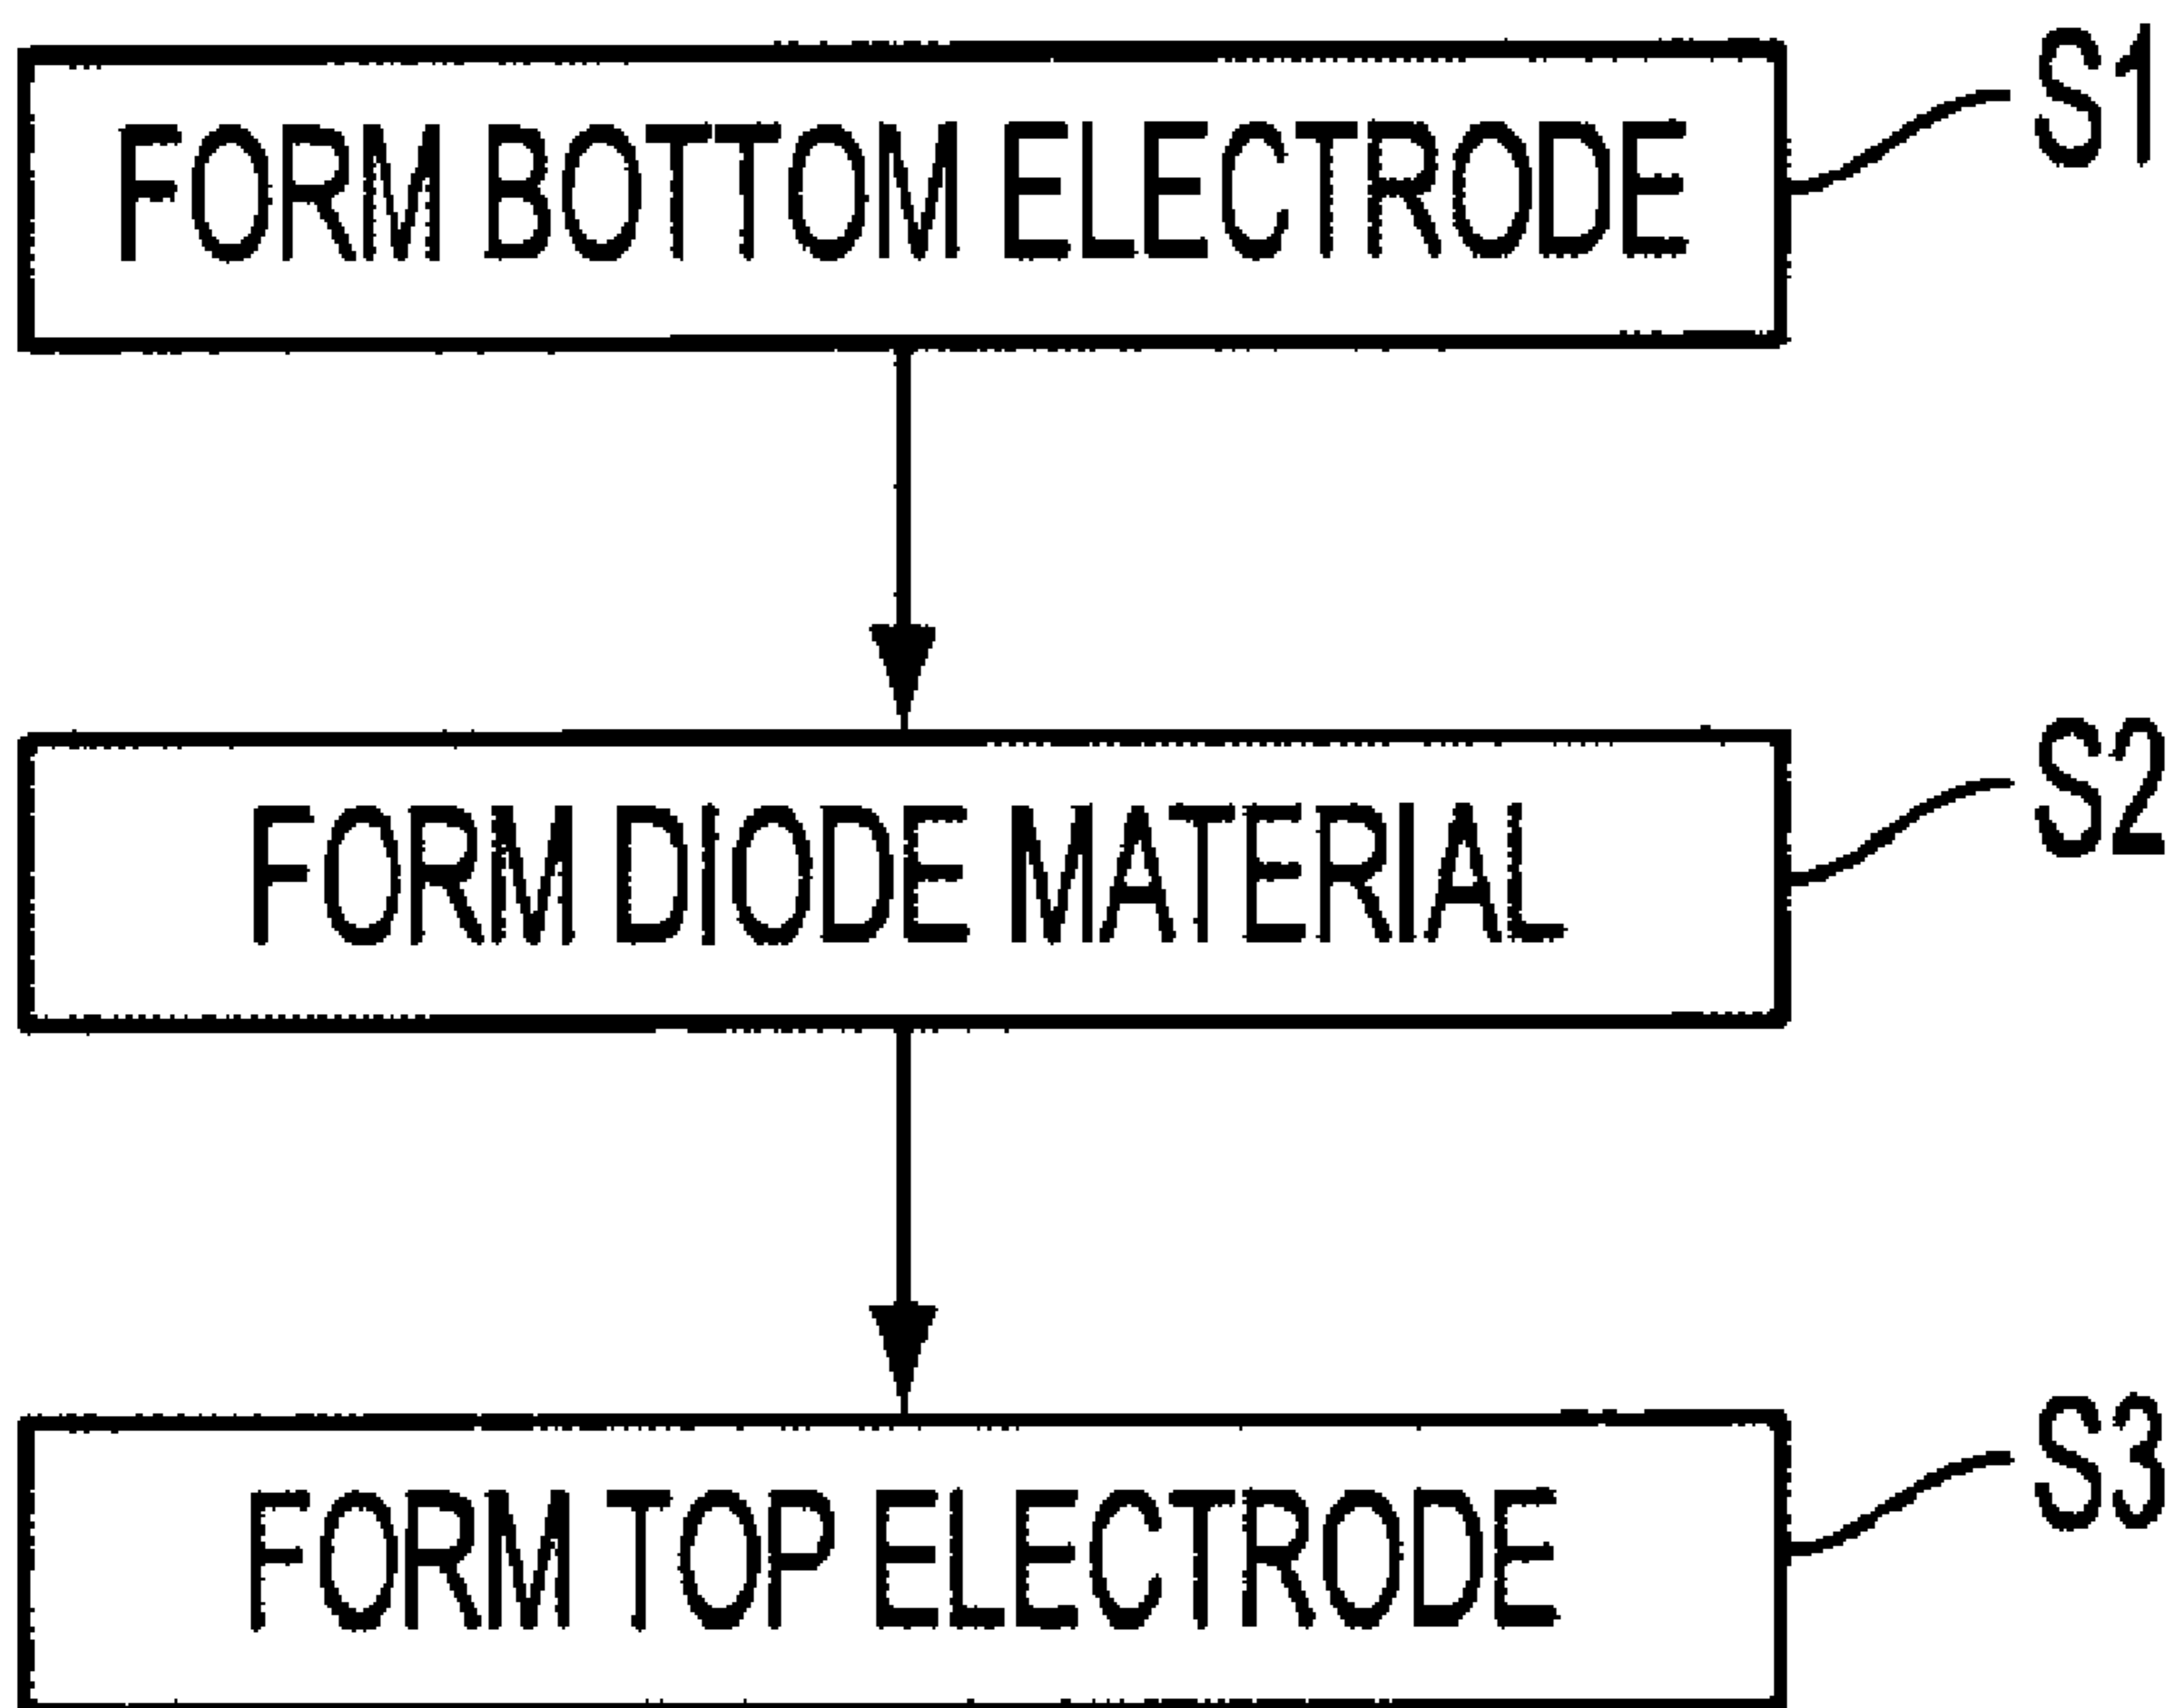 FORM BOTTOM ELECTRODE
S1
FORM DIODE MATERIAL
S2
FORM TOP ELECTRODE
S3